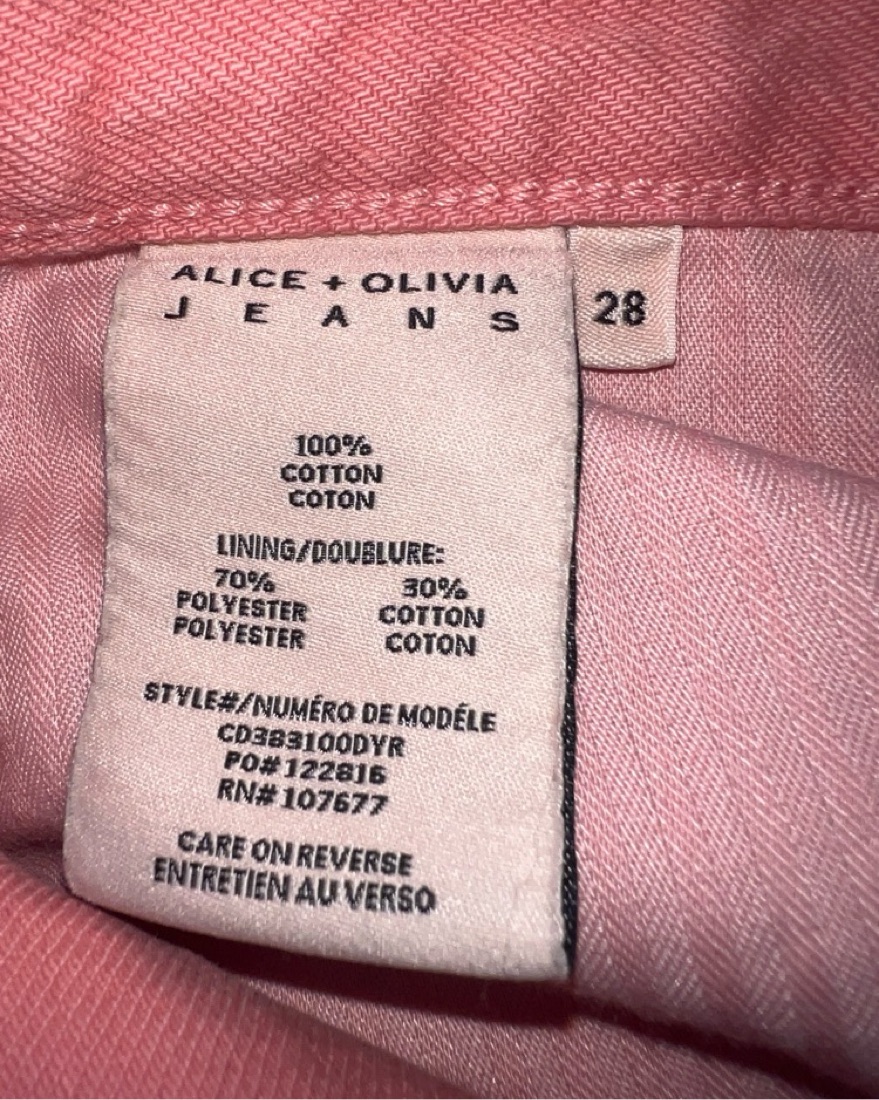 ALICE + OLIVIA
JEANS
28
100%
COTTON
COTON
LINING/DOUBLURE:
70% 30%
POLYESTER COTTON
POLYESTER COTON
STYLE#/NUMÉRO DE MODÉLE
CD383100DYR
PO#122816
RN#107677
CARE ON REVERSE
ENTRETIEN AU VERSO